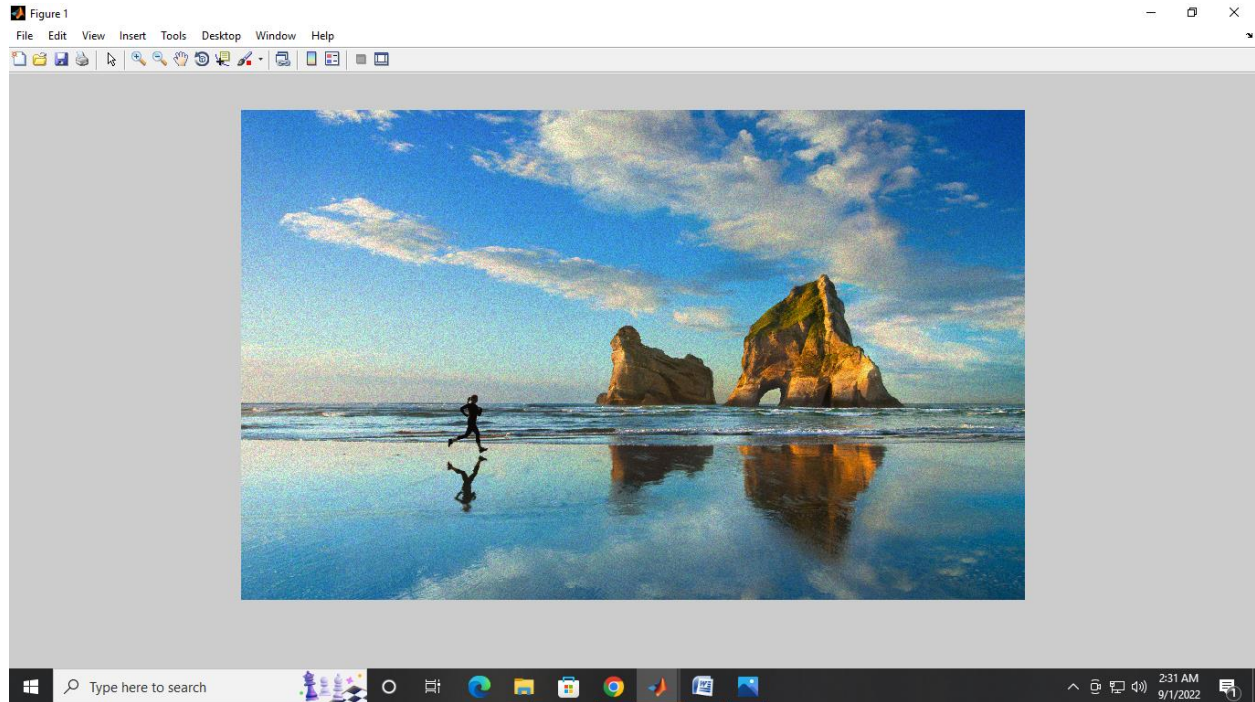 Figure 1
File Edit View Insert Tools Desktop Window Help
Type here to search
2:31 AM
9/1/2022
1